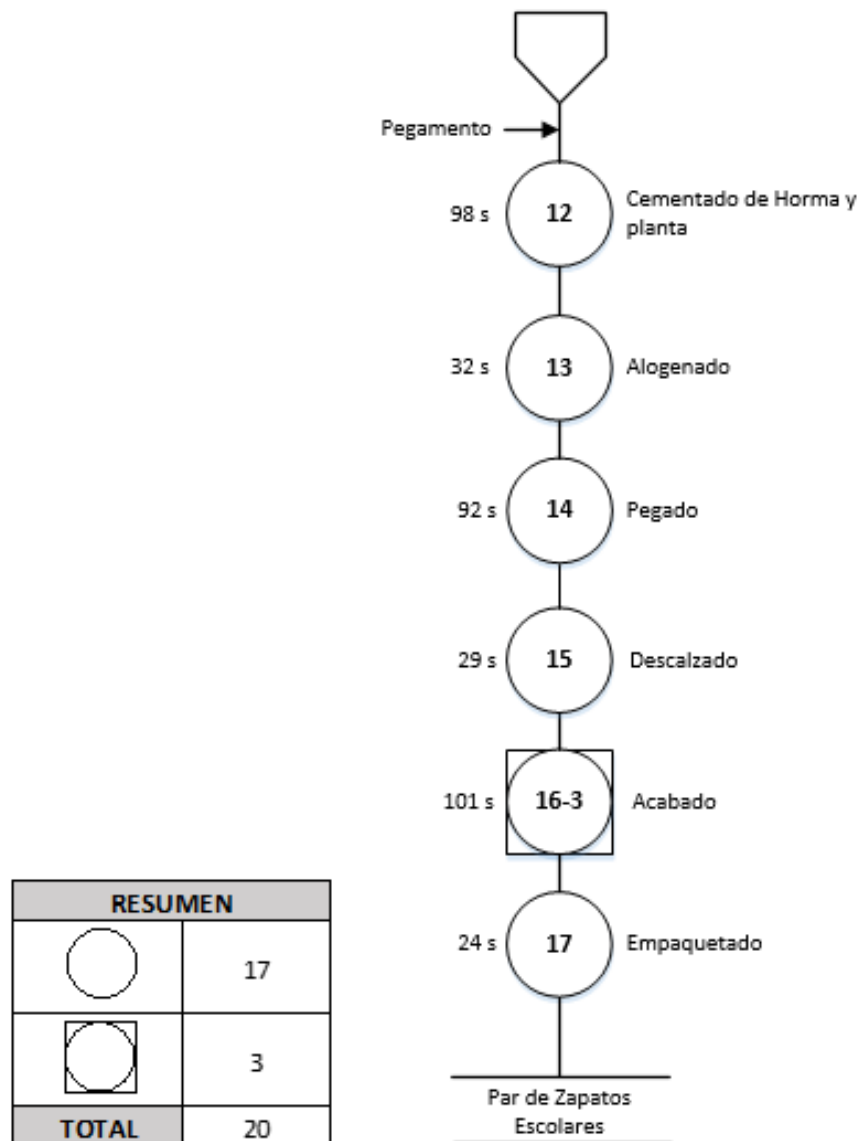 Pegamento
98 s
12
Cementado de Horma y
planta
32 s
13
Alogenado
92 s
14
Pegado
29 s
15
Descalzado
101 s
16-3
Acabado
24 s
17
Empaquetado
Par de Zapatos
Escolares
RESUMEN
17
3
TOTAL 20